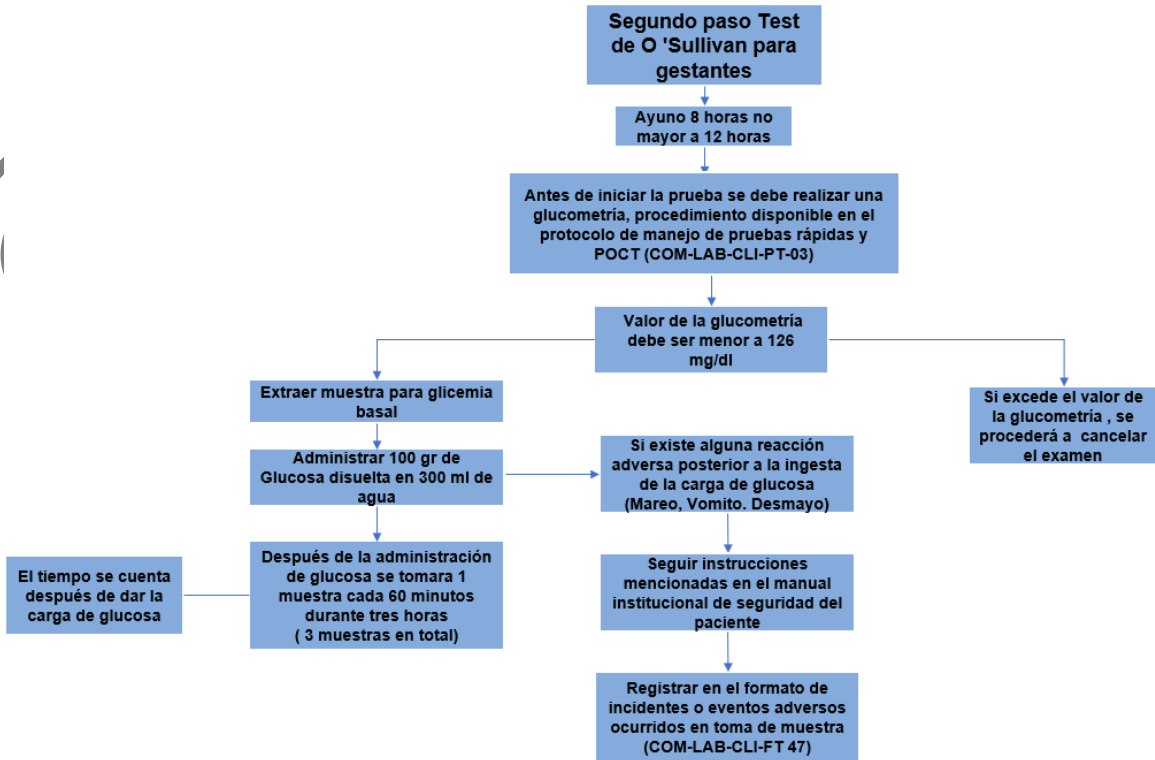 Segundo paso Test
de O 'Sullivan para
gestantes
Ayuno 8 horas no
mayor a 12 horas
Antes de iniciar la prueba se debe realizar una
glucometría, procedimiento disponible en el
protocolo de manejo de pruebas rápidas y
POCT (COM-LAB-CLI-PT-03)
Valor de la glucometría
debe ser menor a 126
mg/dl
Extraer muestra para glicemia
basal
Si excede el valor de
la glucometría , se
procederá a cancelar
el examen
Administrar 100 gr de
Glucosa disuelta en 300 ml de
agua
Si existe alguna reacción
adversa posterior a la ingesta
de la carga de glucosa
(Mareo, Vomito. Desmayo)
El tiempo se cuenta
después de dar la
carga de glucosa
Después de la administración
de glucosa se tomara 1
muestra cada 60 minutos
durante tres horas
( 3 muestras en total)
Seguir instrucciones
mencionadas en el manual
institucional de seguridad del
paciente
Registrar en el formato de
incidentes o eventos adversos
ocurridos en toma de muestra
(COM-LAB-CLI-FT 47)